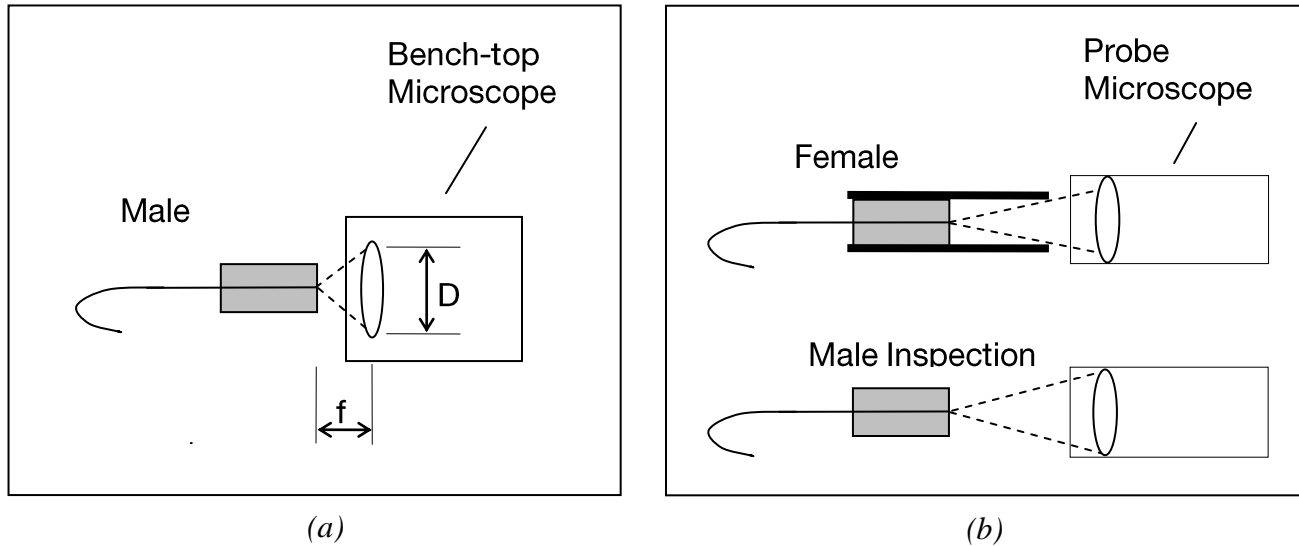 Bench-top
Microscope
Male
D
f
(a)
Probe
Microscope
Female
Male Inspection
(b)